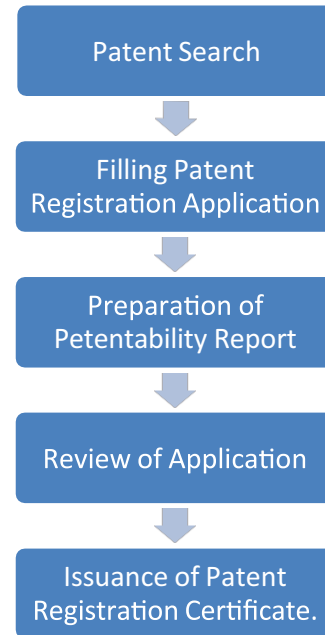 Patent Search
Filling Patent
Registration Application
Preparation of
Petentability Report
Review of Application
Issuance of Patent
Registration Certificate.